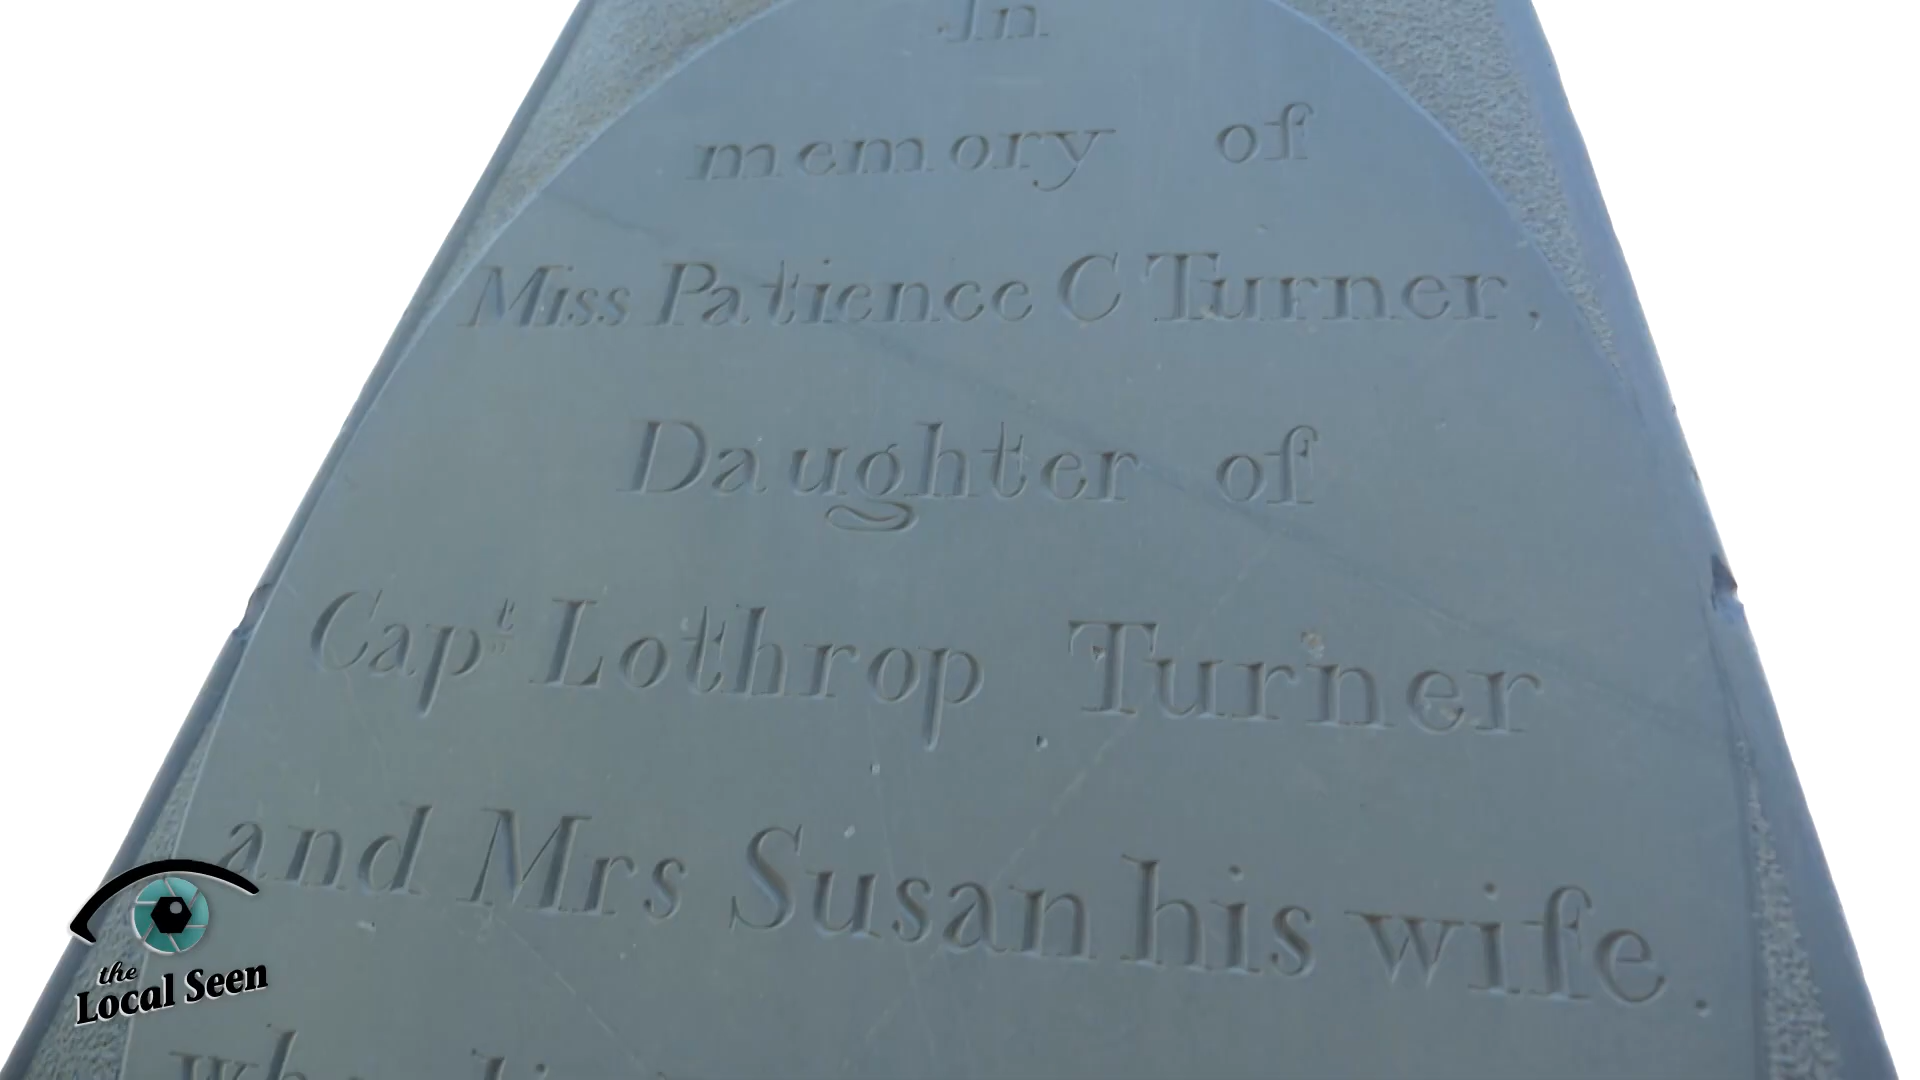 In
memory of
Miss Patience C Turner,
Daughter of
Capt Lothrop Turner
and Mrs Susan his wife.
the
Local Seen